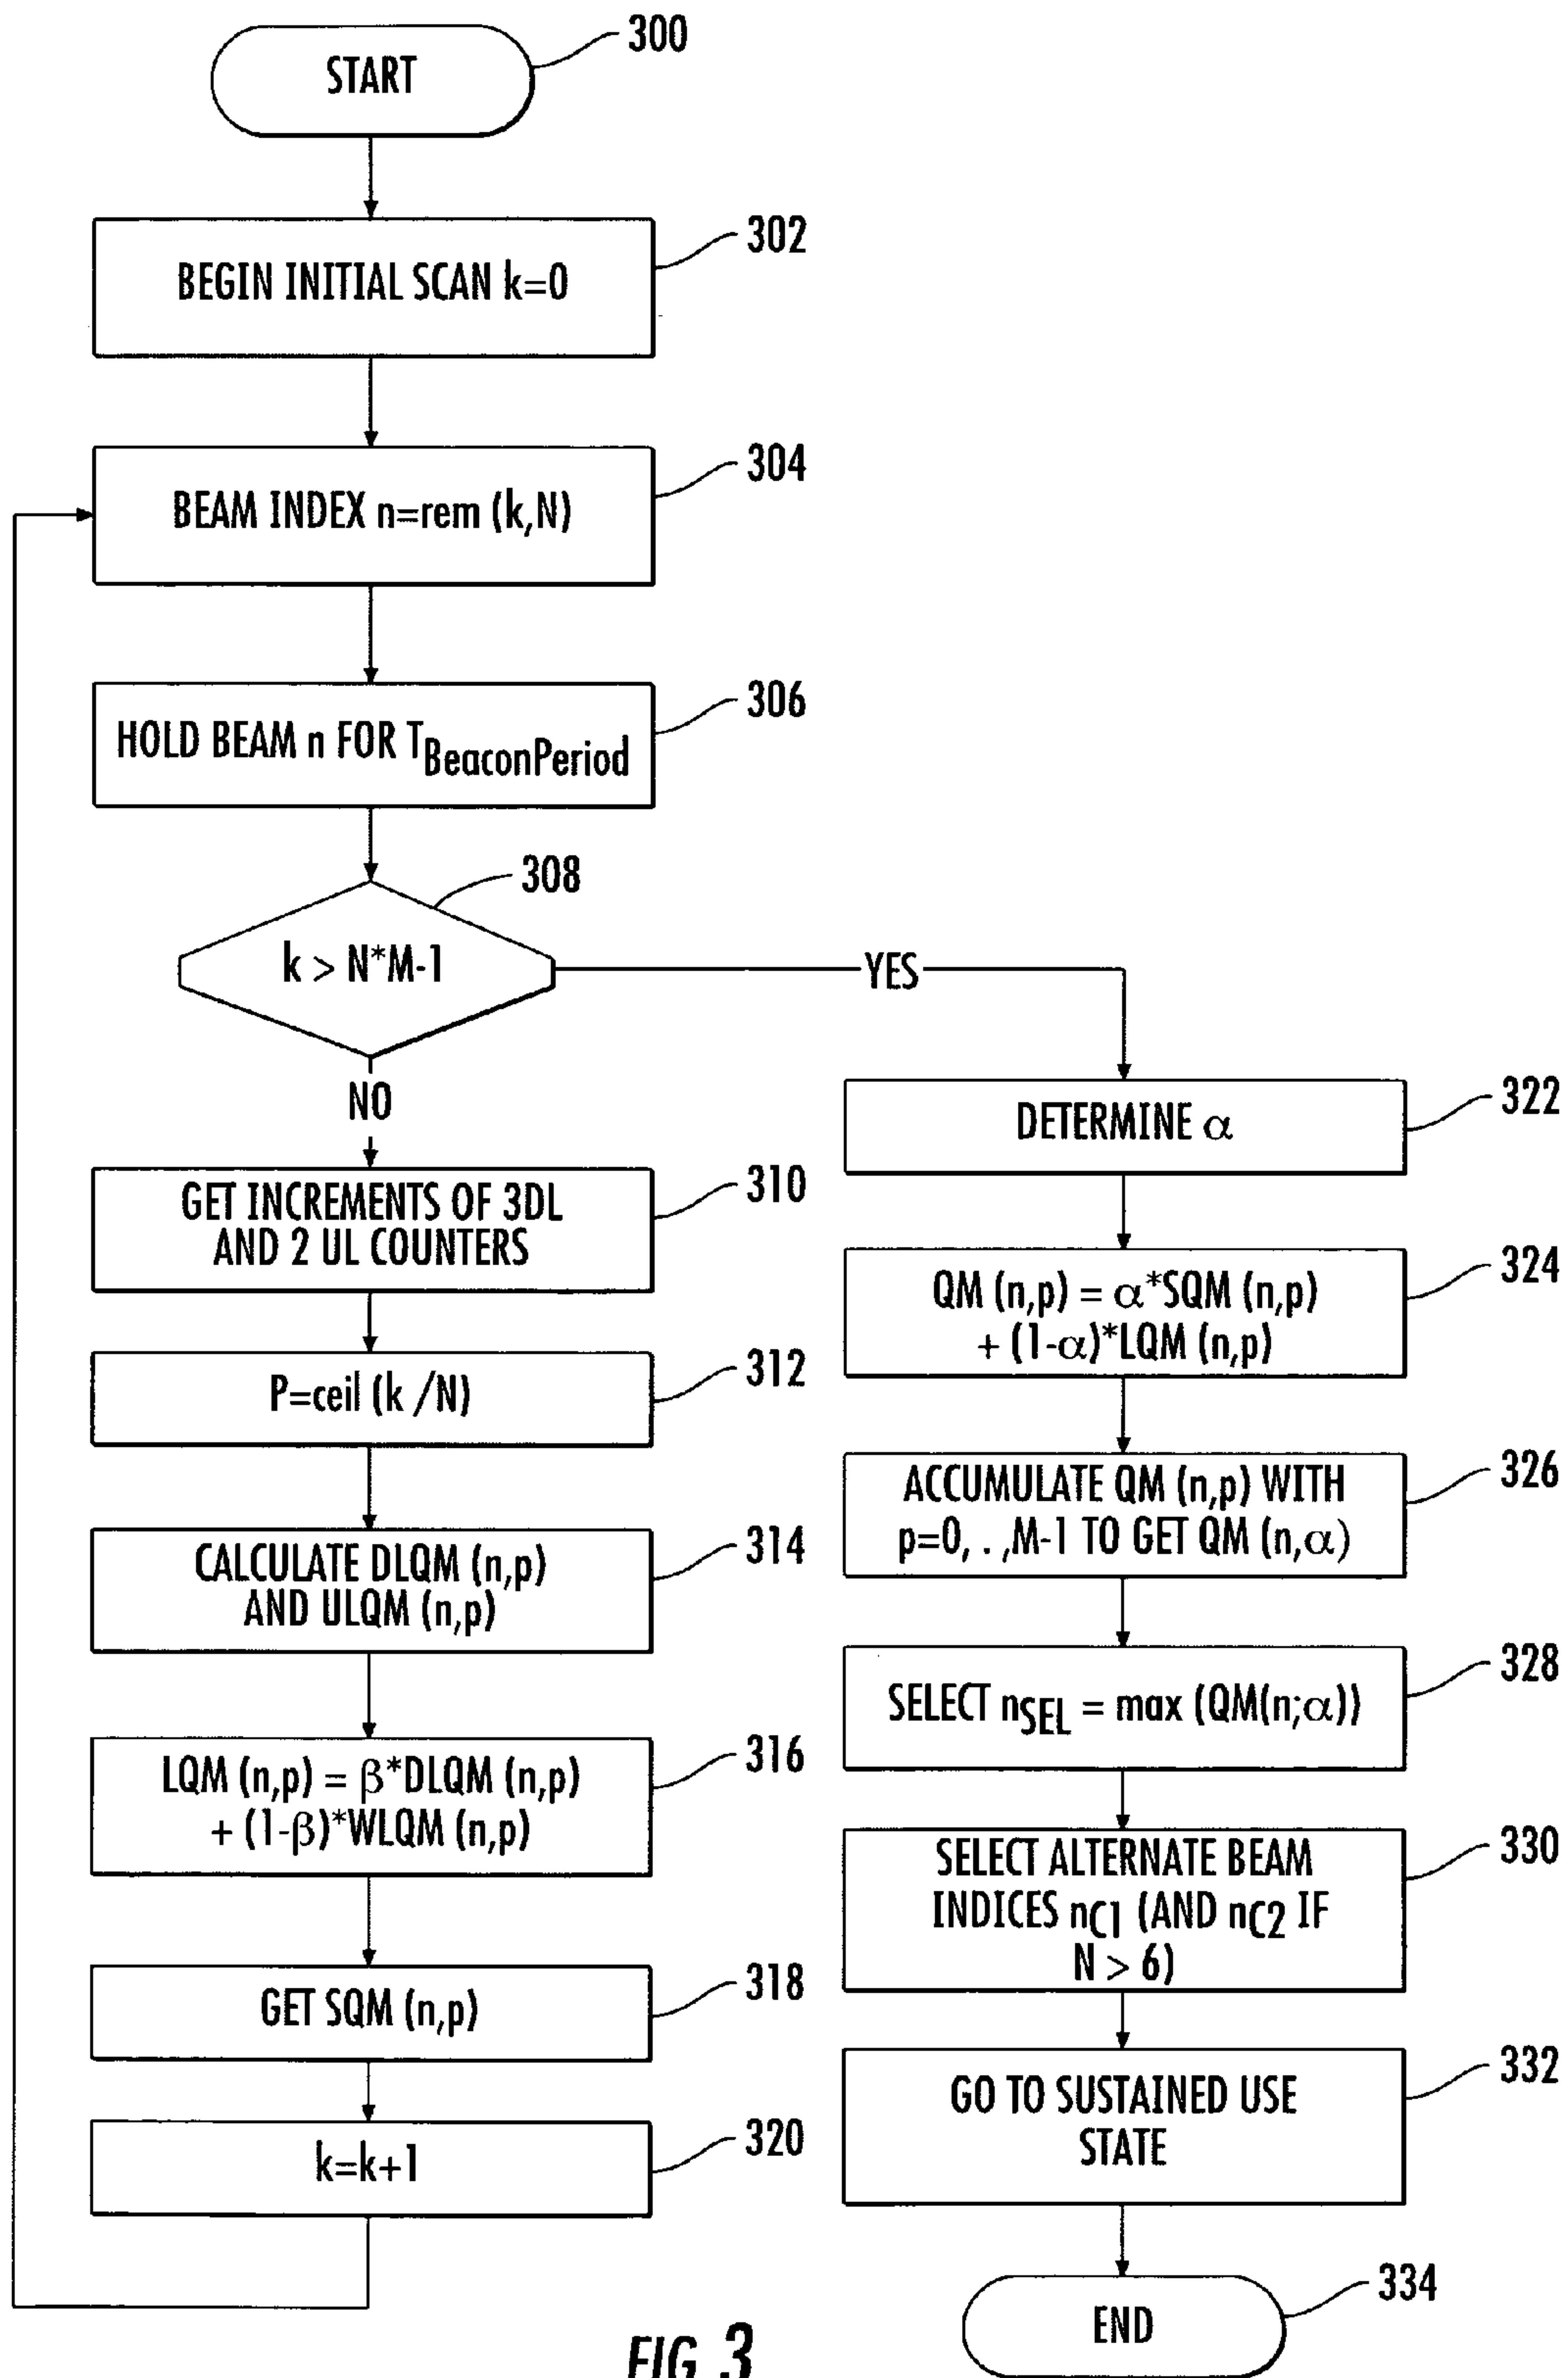 START
300
BEGIN INITIAL SCAN k=0
302
BEAM INDEX n=rem (k,N)
304
HOLD BEAM n FOR TBeaconPeriod
306
k > N*M-1
308
YES
NO
GET INCREMENTS OF 3DL
AND 2 UL COUNTERS
310
P=ceil (k /N)
312
CALCULATE DLQM (n,p)
AND ULQM (n,p)
314
LQM (n,p) = β*DLQM (n,p)
+ (1-β)*WLQM (n,p)
316
GET SQM (n,p)
318
k=k+1
320
DETERMINE α
322
QM (n,p) = α*SQM (n,p)
+ (1-α)*LQM (n,p)
324
ACCUMULATE QM (n,p) WITH
p=0, . .,M-1 TO GET QM (n,α)
326
SELECT nSEL = max (QM(n;α))
328
SELECT ALTERNATE BEAM
INDICES nC1 (AND nC2 IF
N > 6)
330
GO TO SUSTAINED USE
STATE
332
END
334
FIG. 3